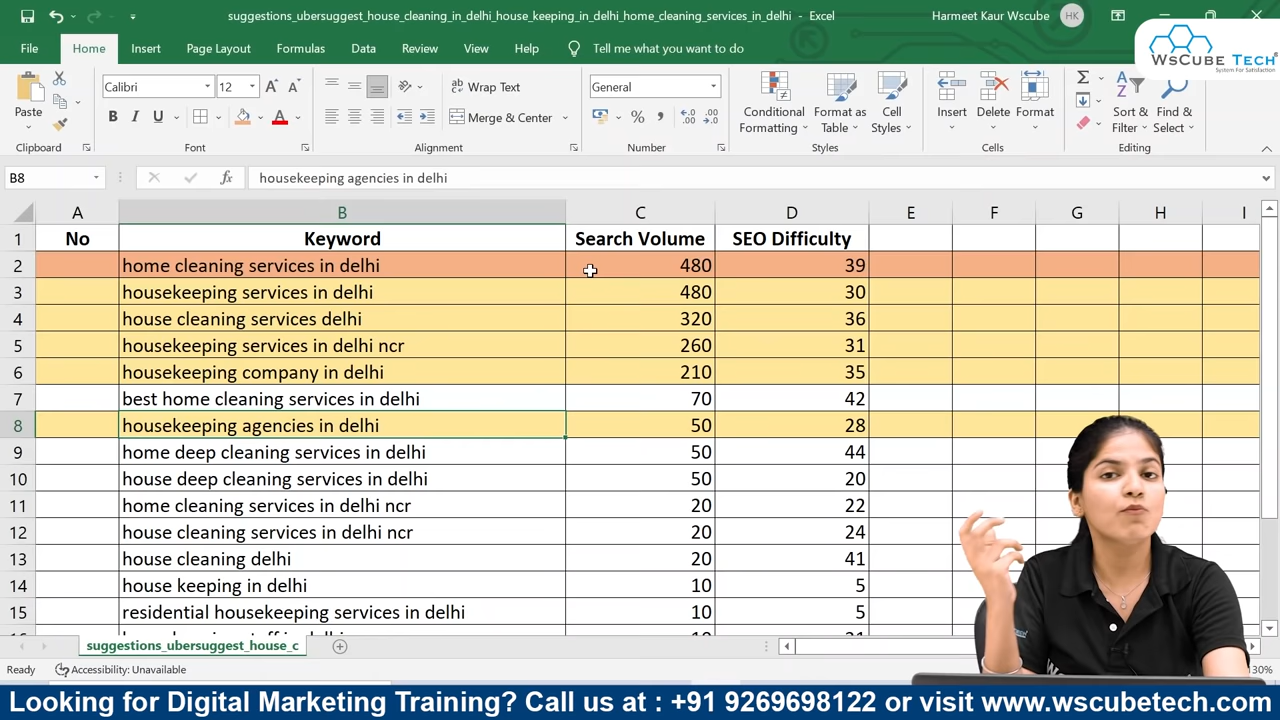 suggestions_ubersuggest_house_cleaning_in_delhi_house_keeping_in_delhi_home_cleaning_services_in_delhi - Excel
Harmeet Kaur Wscube HK
WSCUBE TECH
System For Satisfaction
File Home Insert Page Layout Formulas Data Review View Help Tell me what you want to do
Calibri 12 Wrap Text General
Paste Merge & Center Conditional Formatting Format as Table Cell Styles Insert Delete Format Sort & Filter Find & Select
Clipboard Font Alignment Number Styles Cells Editing
B8 housekeeping agencies in delhi
A B C D E F G H I
1 No Keyword Search Volume SEO Difficulty
2 home cleaning services in delhi 480 39
3 housekeeping services in delhi 480 30
4 house cleaning services delhi 320 36
5 housekeeping services in delhi ncr 260 31
6 housekeeping company in delhi 210 35
7 best home cleaning services in delhi 70 42
8 housekeeping agencies in delhi 50 28
9 home deep cleaning services in delhi 50 44
10 house deep cleaning services in delhi 50 20
11 home cleaning services in delhi ncr 20 22
12 house cleaning services in delhi ncr 20 24
13 house cleaning delhi 20 41
14 house keeping in delhi 10 5
15 residential housekeeping services in delhi 10 5
suggestions_ubersuggest_house_c
Ready Accessibility: Unavailable 130%
Looking for Digital Marketing Training? Call us at : +91 9269698122 or visit www.wscubetech.com